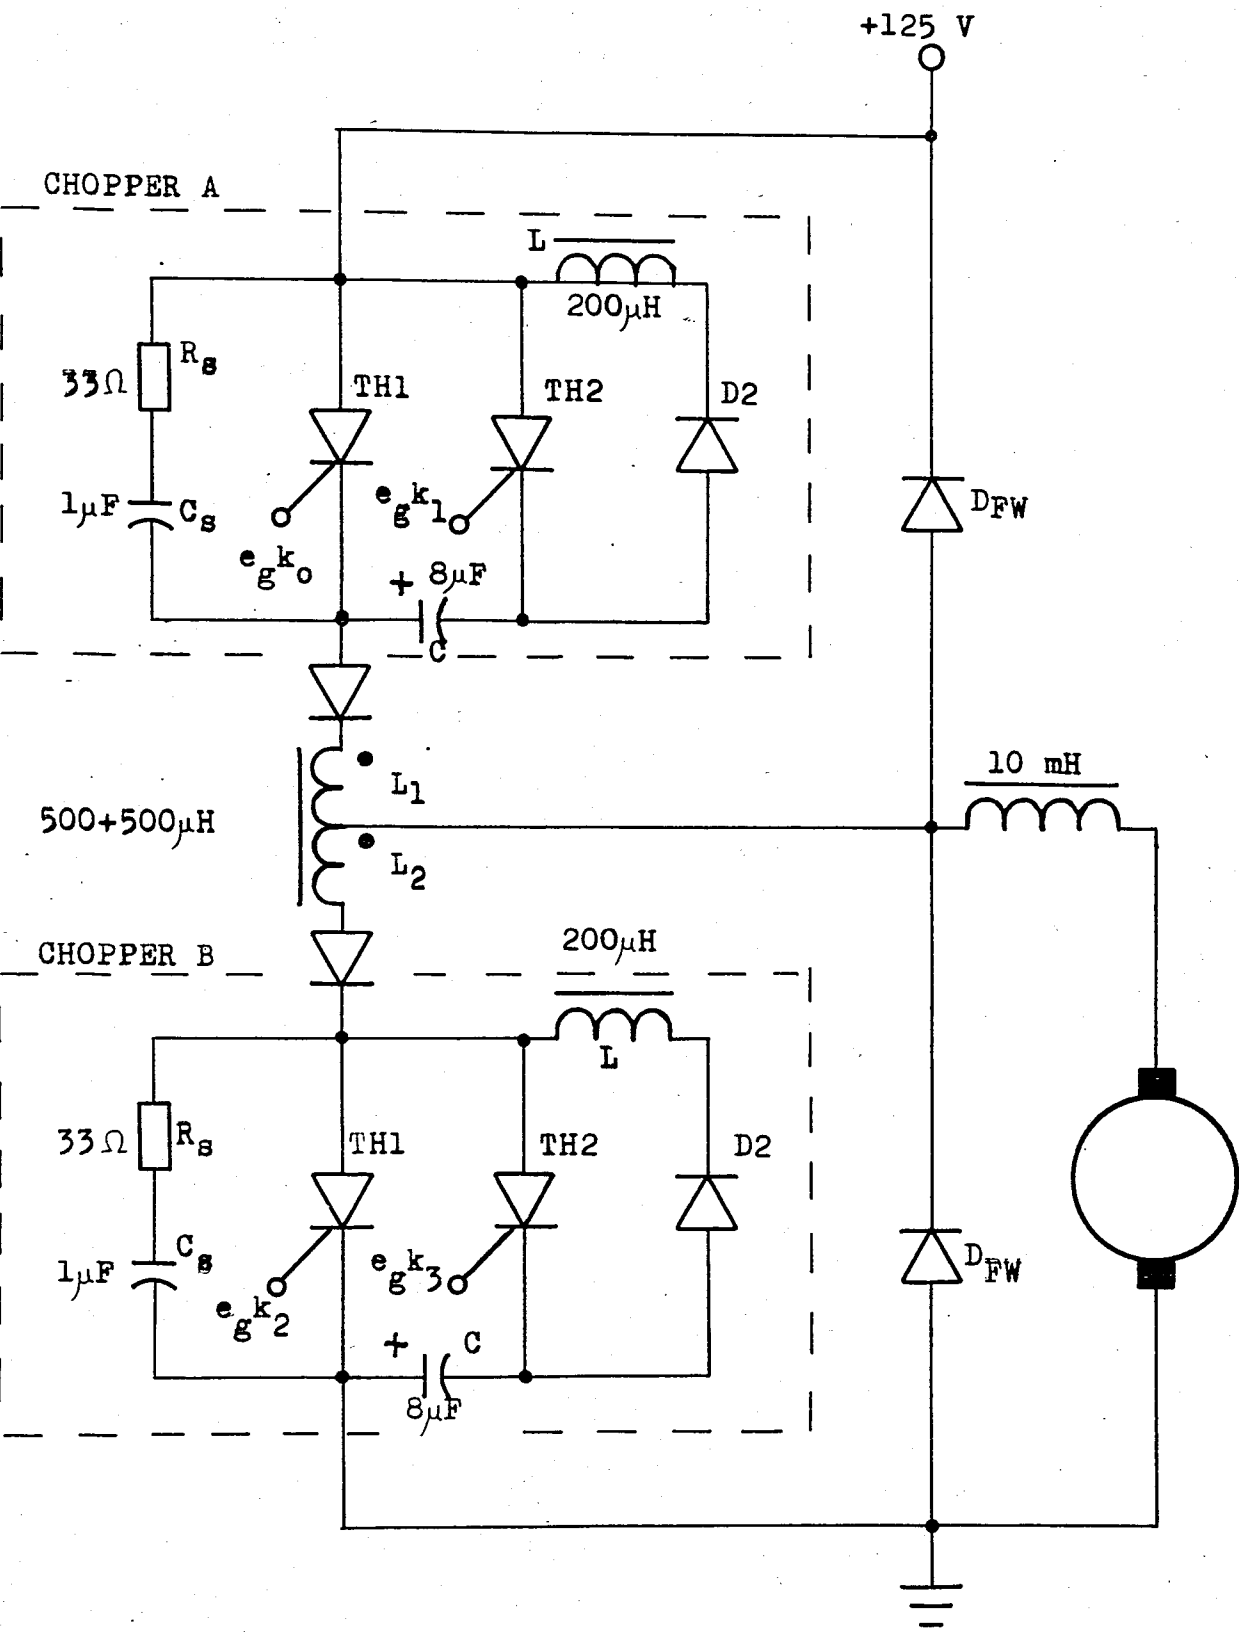 +125 V
CHOPPER A
L
200µH
33Ω
Rs
TH1
TH2
D2
1µF
Cs
egk0
egk1
DFW
+
8µF
C
10 mH
L1
500+500µH
L2
CHOPPER B
200µH
L
33Ω
Rs
TH1
TH2
D2
1µF
Cs
egk2
egk3
DFW
+
C
8µF